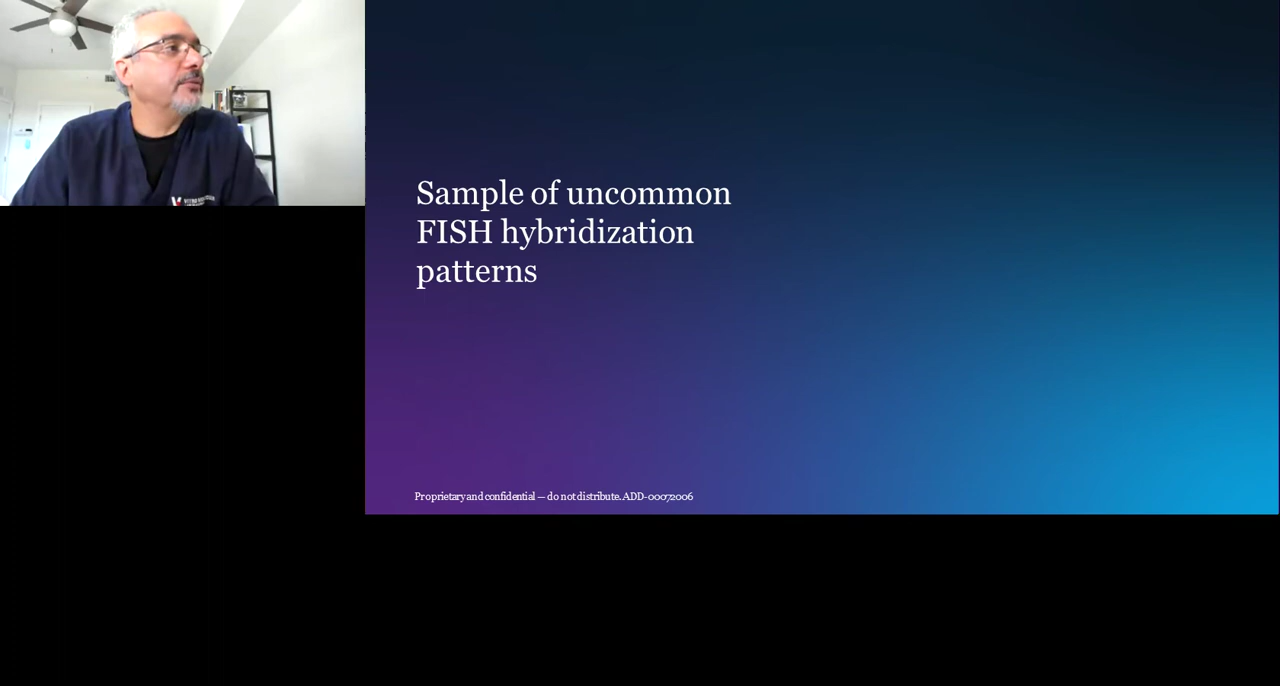 Sample of uncommon
FISH hybridization
patterns
Proprietary and confidential — do not distribute. ADD-00072006